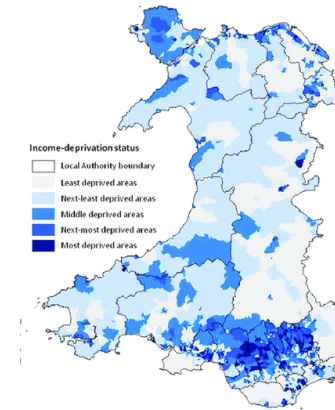 Income-deprivation status
Local Authority boundary
Least deprived areas
Next-least deprived areas
Middle deprived areas
Next-most deprived areas
Most deprived areas